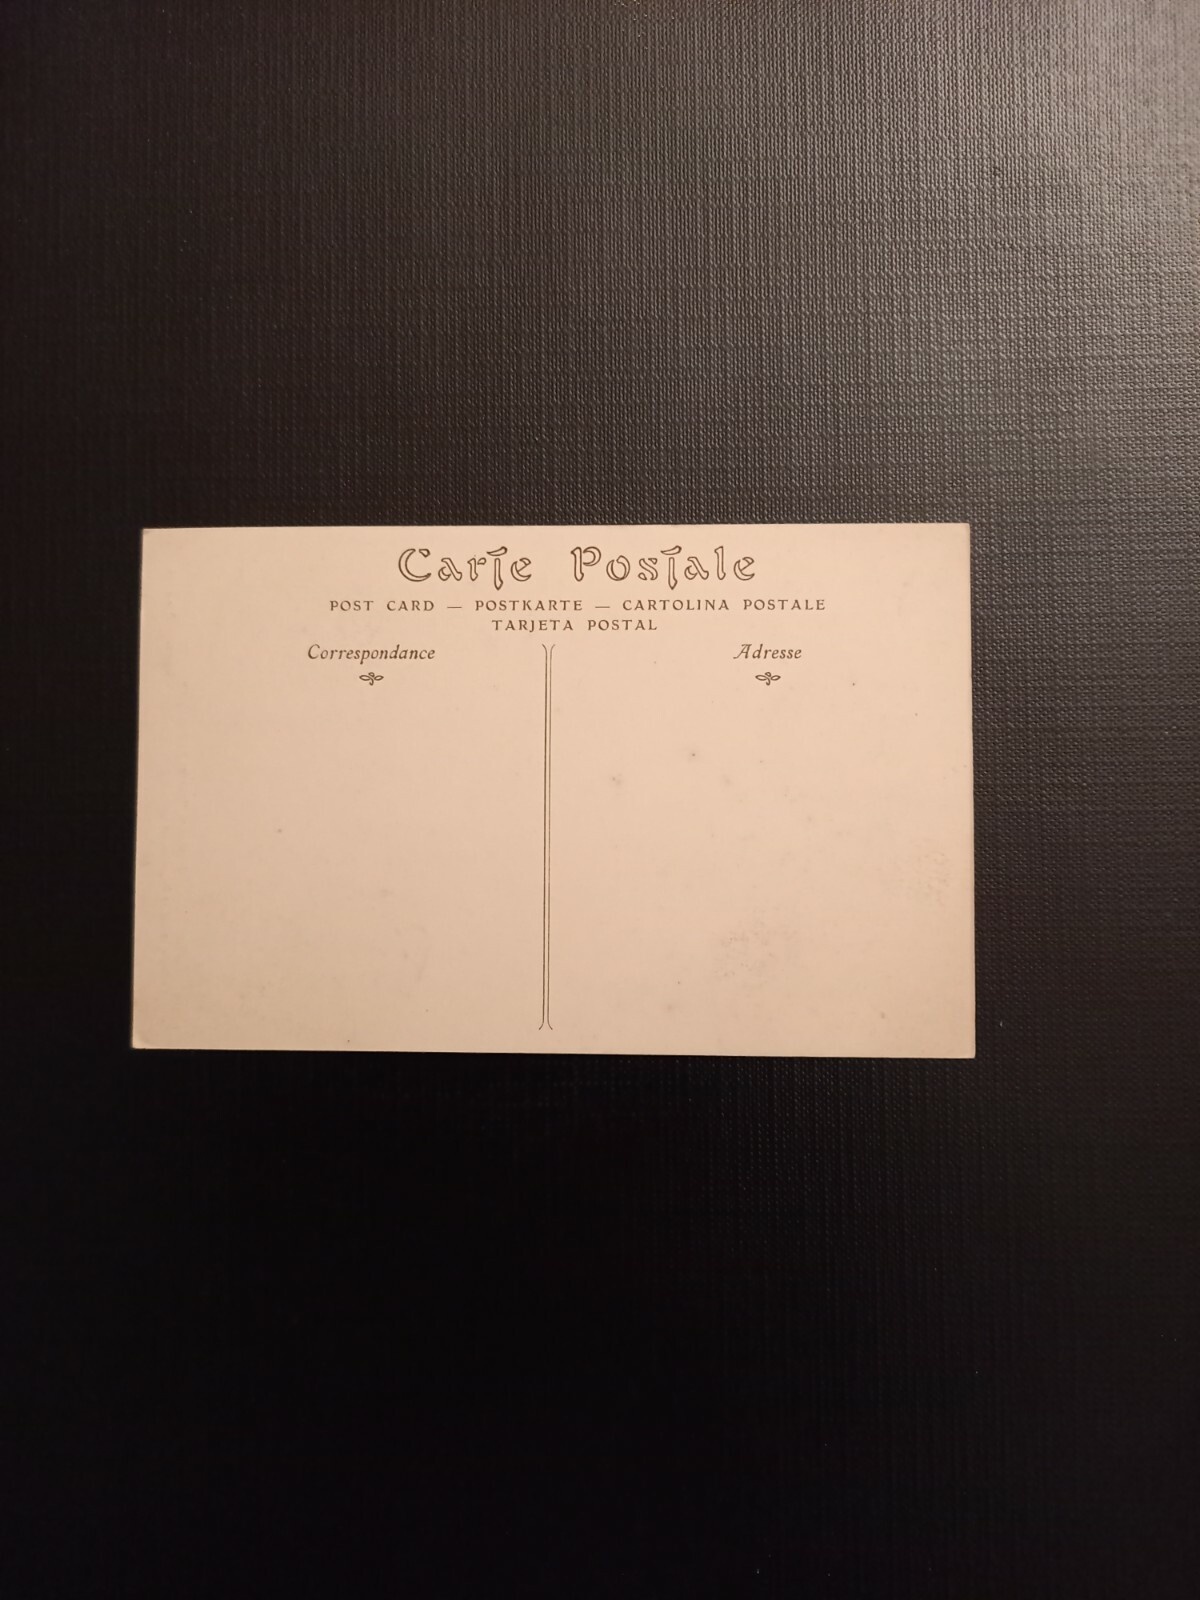 Carte Postale
POST CARD — POSTKARTE — CARTOLINA POSTALE
TARJETA POSTAL
Correspondance
Adresse